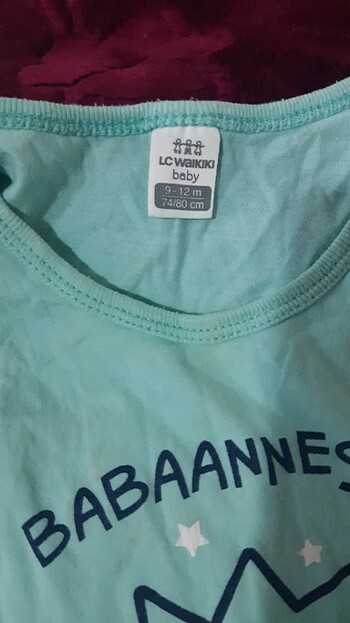 LC WAIKIKI
baby
9 - 12 m
74/80 cm
BABAANNES